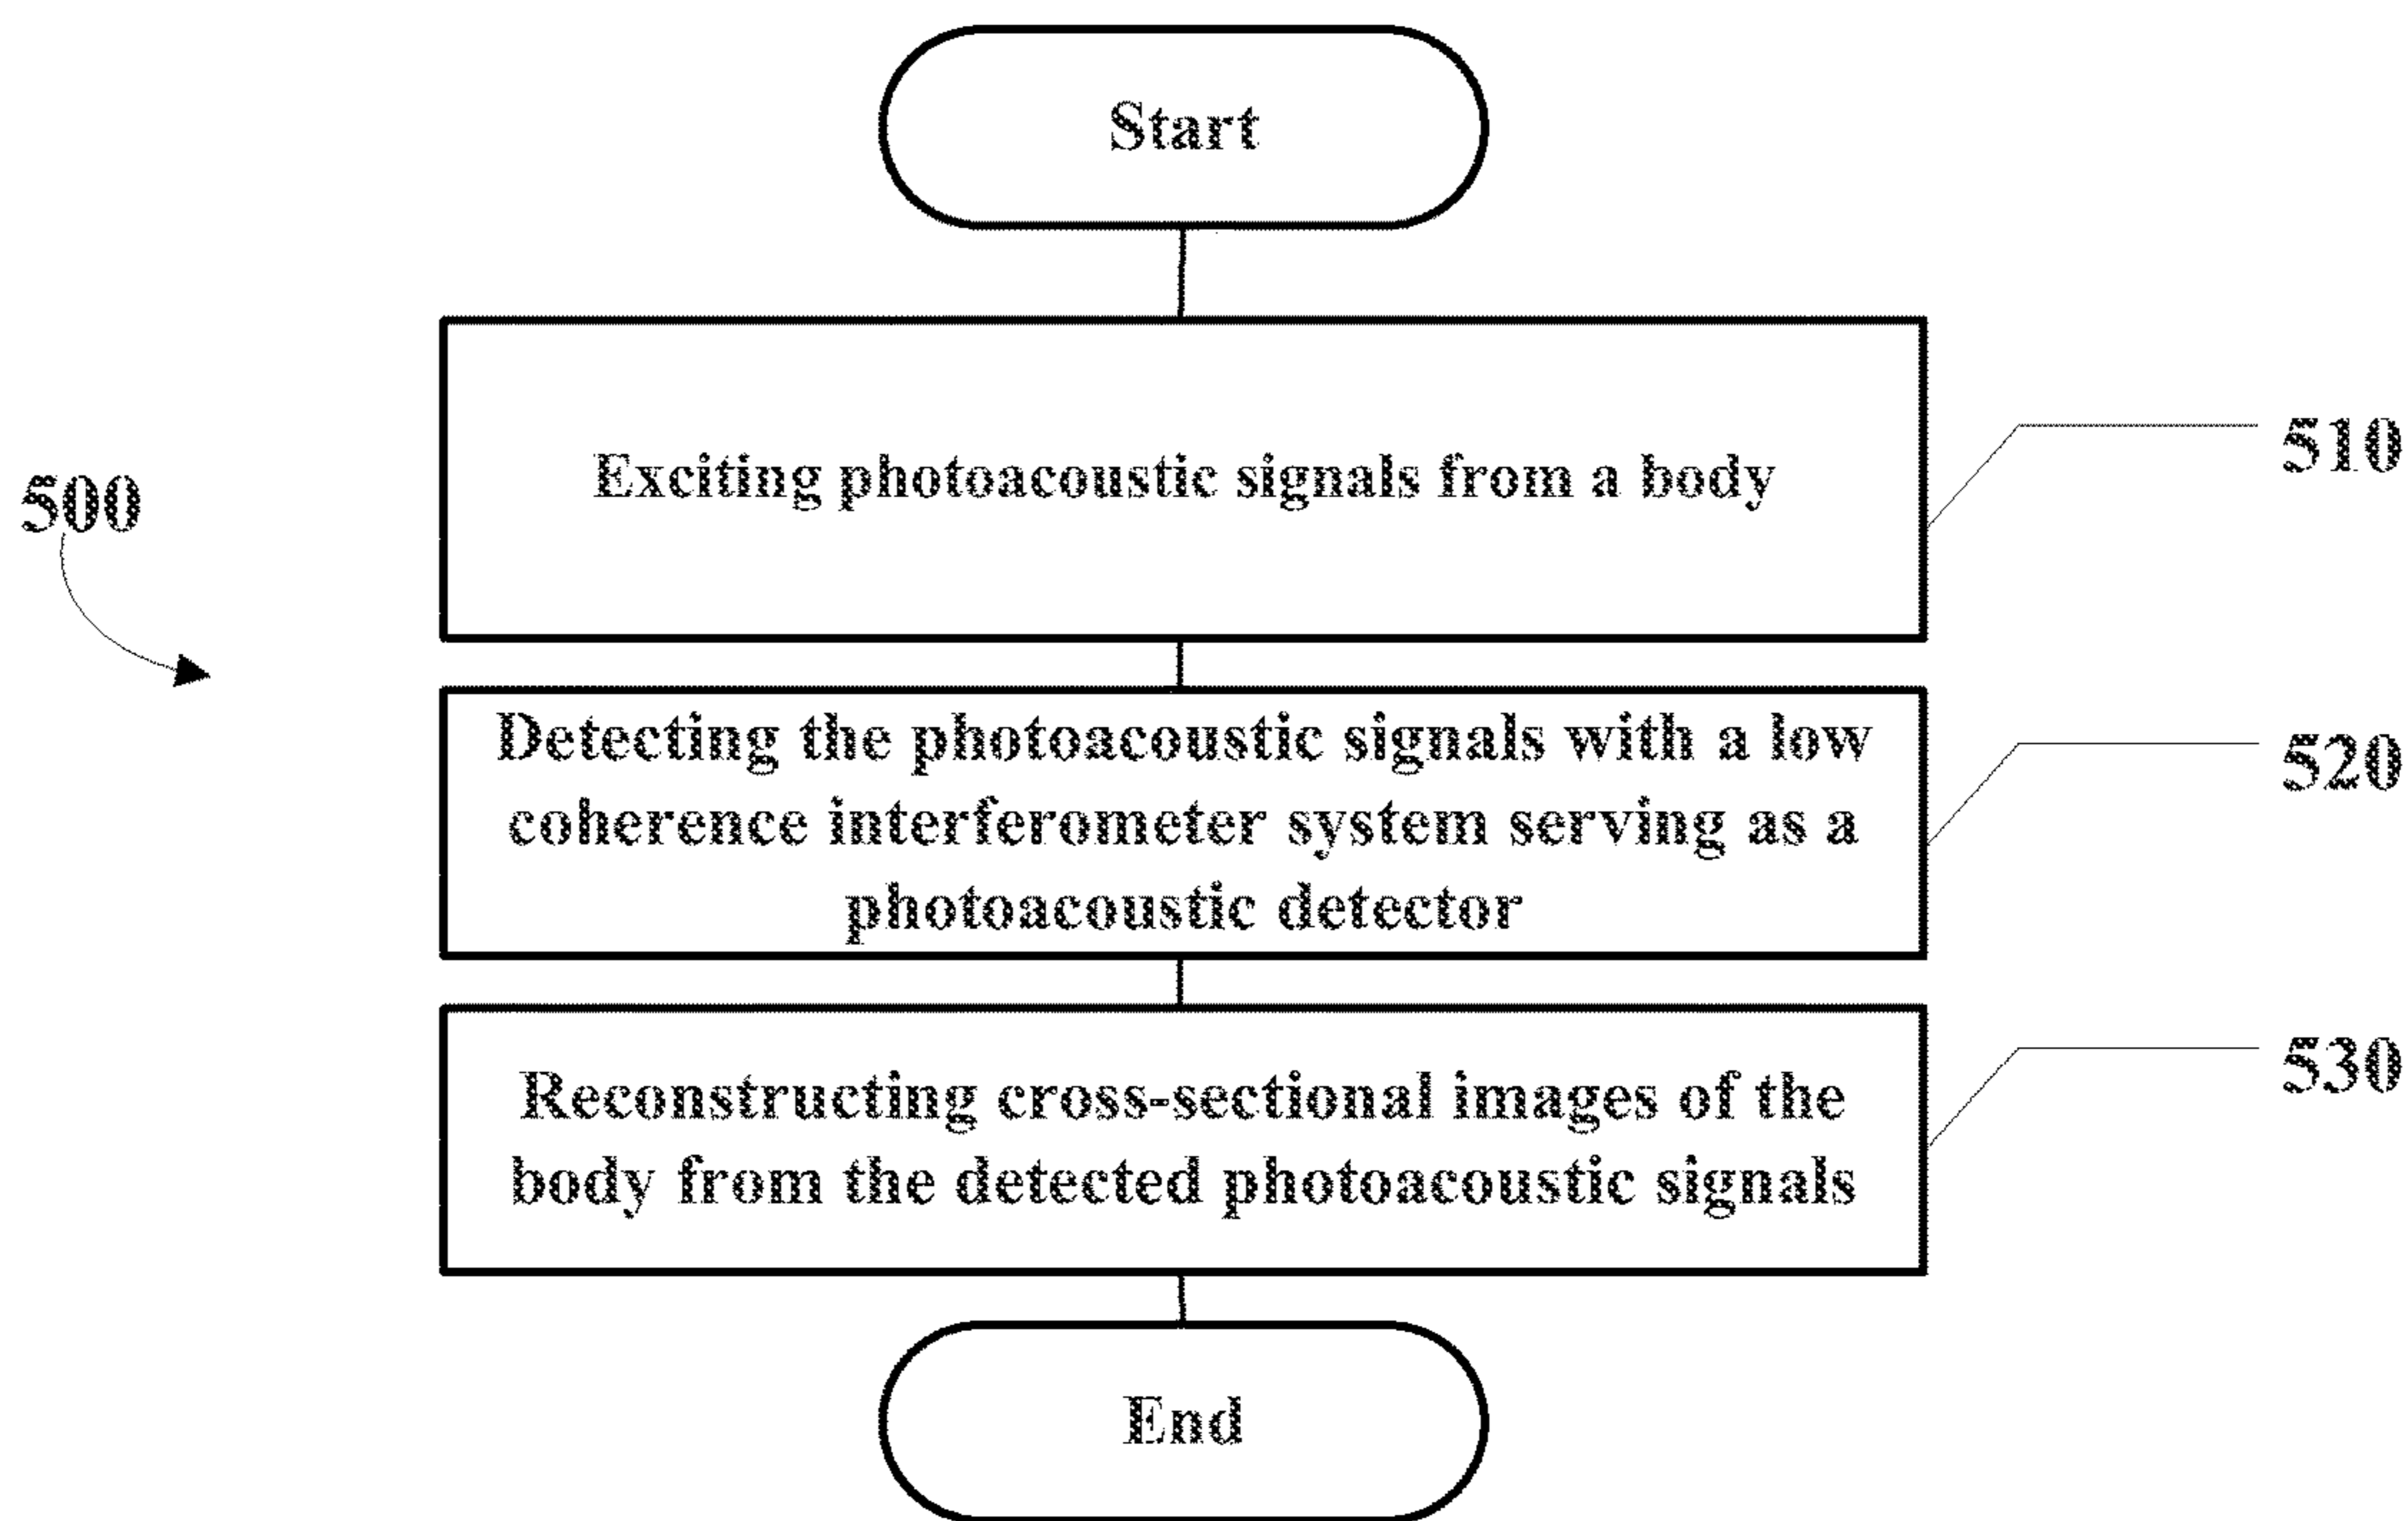 Start
Exciting photoacoustic signals from a body
510
500
Detecting the photoacoustic signals with a low
coherence interferometer system serving as a
photoacoustic detector
520
Reconstructing cross-sectional images of the
body from the detected photoacoustic signals
530
End